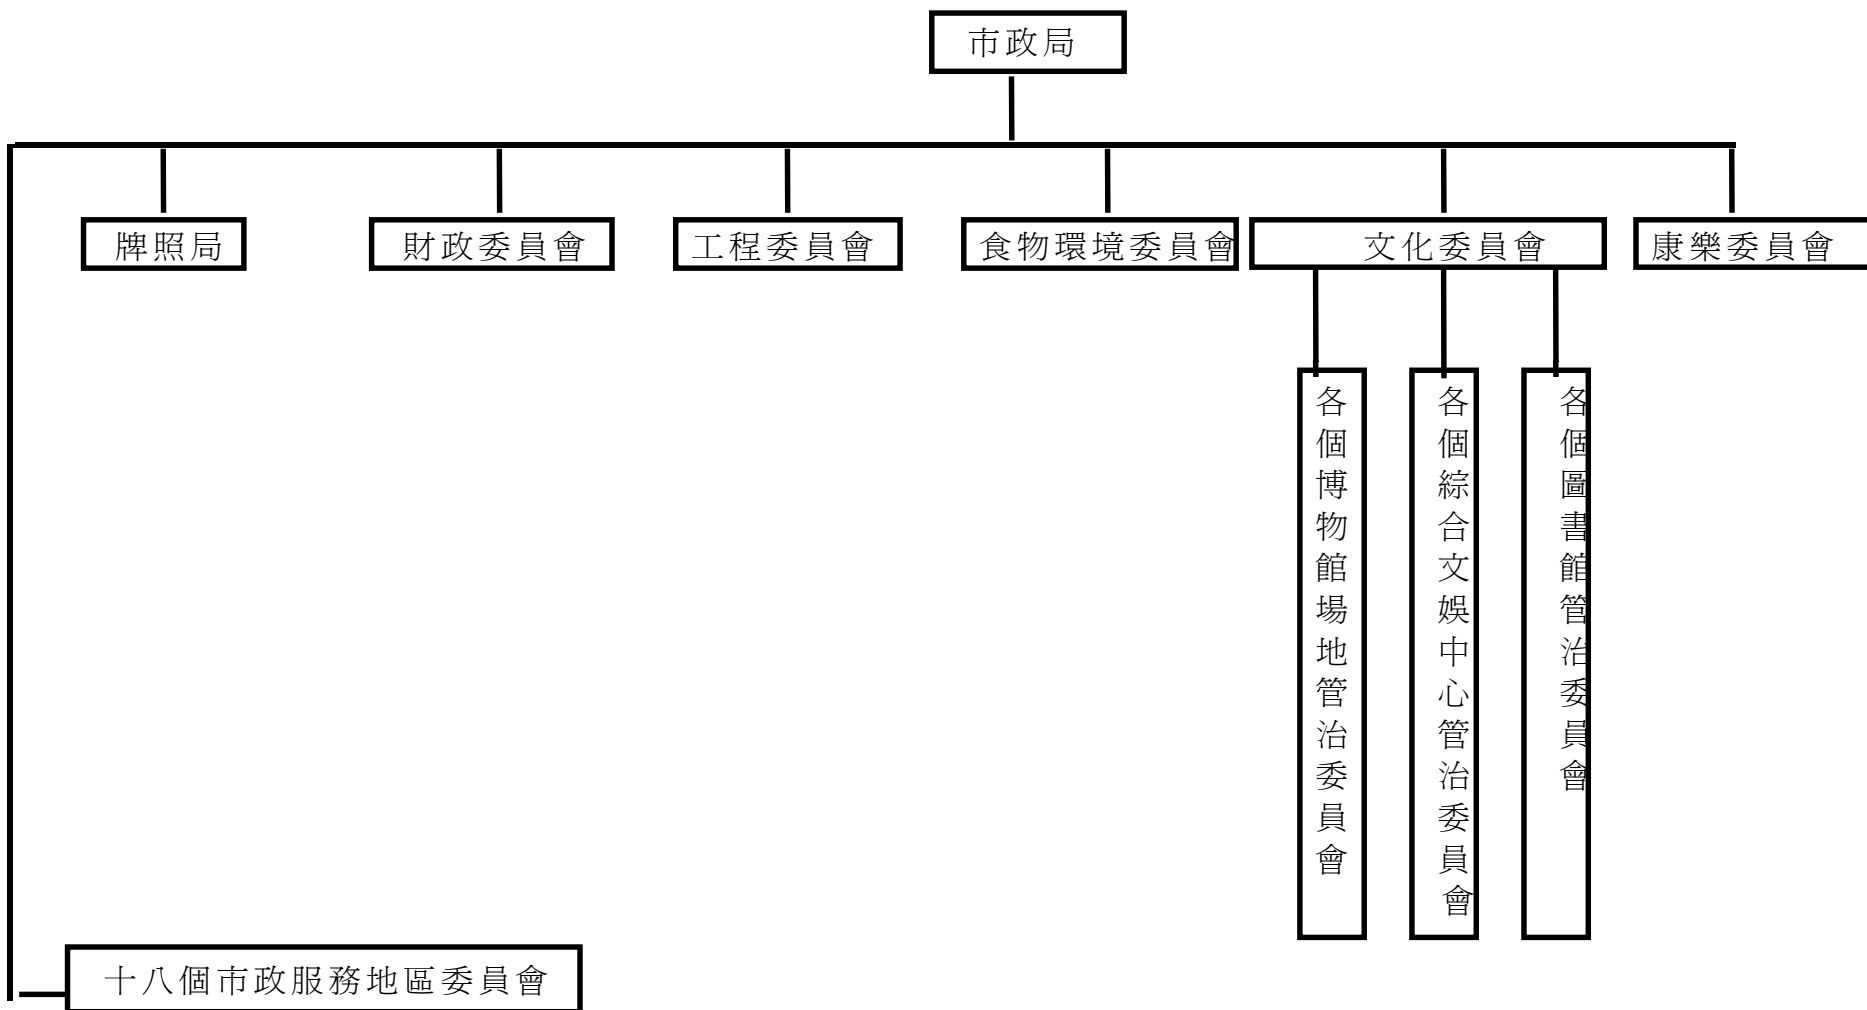 市政局
牌照局
財政委員會
工程委員會
食物環境委員會
文化委員會
康樂委員會
各個博物館場地管治委員會
各個綜合文娛中心管治委員會
各個圖書館管治委員會
十八個市政服務地區委員會